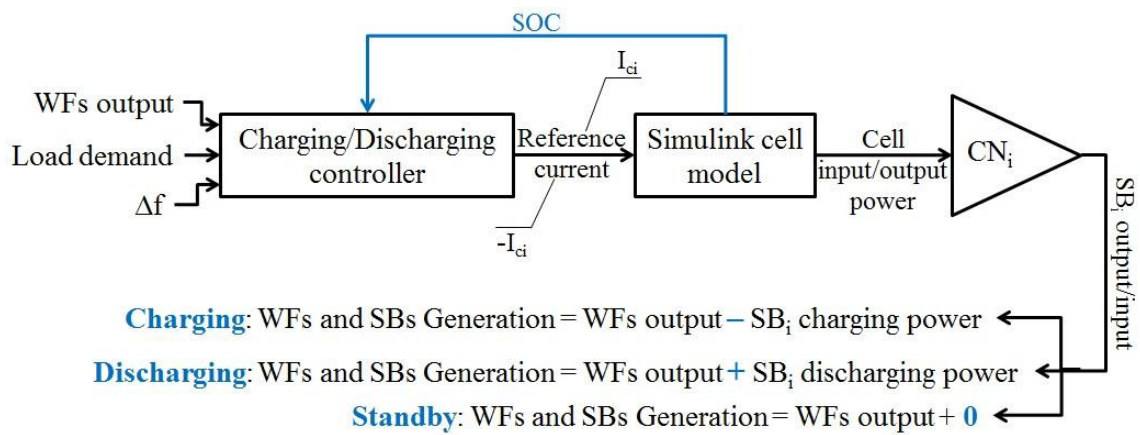 SOC
I_ci
WFs output
Load demand
Δf
Charging/Discharging
controller
Reference
current
-I_ci
Simulink cell
model
Cell
input/output
power
CN_i
SB_i output/input
Charging: WFs and SBs Generation = WFs output − SB_i charging power
Discharging: WFs and SBs Generation = WFs output + SB_i discharging power
Standby: WFs and SBs Generation = WFs output + 0